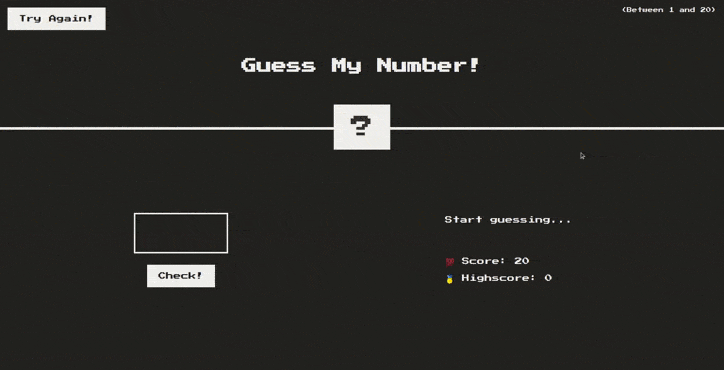 Try Again!
(Between 1 and 20)
Guess My Number!
?
Start guessing...
Check!
💯 Score: 20
🥇 Highscore: 0